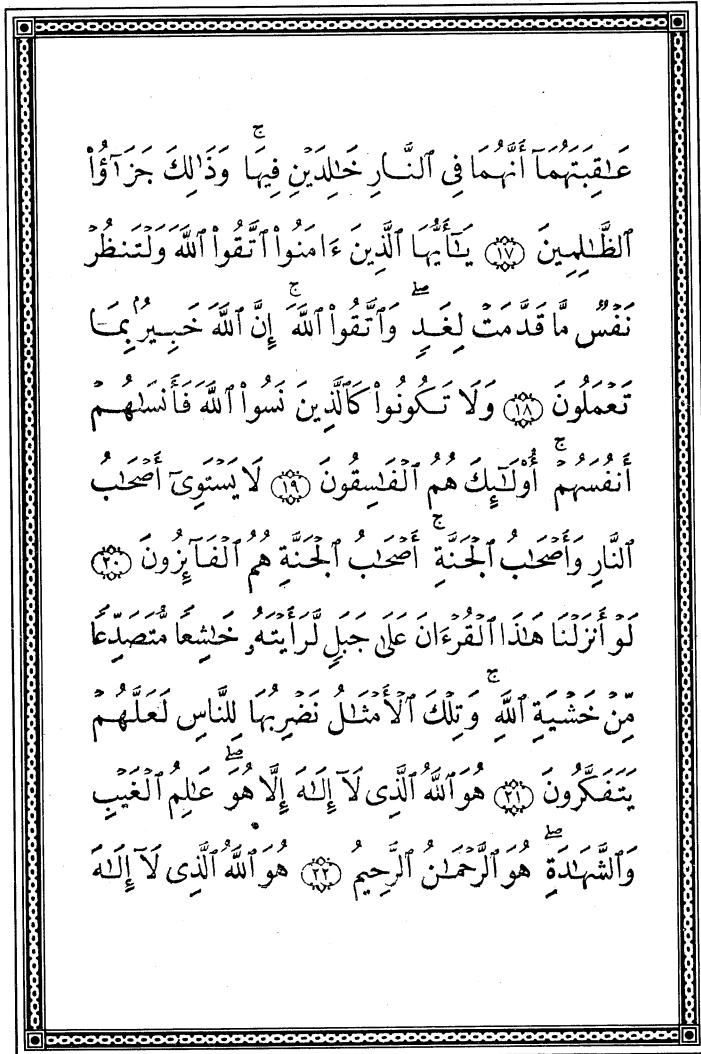 عَـٰقِبَتَهُمَآ أَنَّهُمَا فِى ٱلنَّارِ خَـٰلِدَيْنِ فِيهَا ۚ وَذَٰلِكَ جَزَآؤُا۟
ٱلظَّـٰلِمِينَ ١٧ يَـٰٓأَيُّهَا ٱلَّذِينَ ءَامَنُوا۟ ٱتَّقُوا۟ ٱللَّهَ وَلْتَنظُرْ
نَفْسٌ مَّا قَدَّمَتْ لِغَدٍ ۖ وَٱتَّقُوا۟ ٱللَّهَ ۚ إِنَّ ٱللَّهَ خَبِيرٌۢ بِمَا
تَعْمَلُونَ ١٨ وَلَا تَكُونُوا۟ كَٱلَّذِينَ نَسُوا۟ ٱللَّهَ فَأَنسَىٰهُمْ
أَنفُسَهُمْ ۚ أُو۟لَـٰٓئِكَ هُمُ ٱلْفَـٰسِقُونَ ١٩ لَا يَسْتَوِىٓ أَصْحَـٰبُ
ٱلنَّارِ وَأَصْحَـٰبُ ٱلْجَنَّةِ ۚ أَصْحَـٰبُ ٱلْجَنَّةِ هُمُ ٱلْفَآئِزُونَ ٢٠
لَوْ أَنزَلْنَا هَـٰذَا ٱلْقُرْءَانَ عَلَىٰ جَبَلٍ لَّرَأَيْتَهُۥ خَـٰشِعًا مُّتَصَدِّعًا
مِّنْ خَشْيَةِ ٱللَّهِ ۚ وَتِلْكَ ٱلْأَمْثَـٰلُ نَضْرِبُهَا لِلنَّاسِ لَعَلَّهُمْ
يَتَفَكَّرُونَ ٢١ هُوَ ٱللَّهُ ٱلَّذِى لَآ إِلَـٰهَ إِلَّا هُوَ ۖ عَـٰلِمُ ٱلْغَيْبِ
وَٱلشَّهَـٰدَةِ ۖ هُوَ ٱلرَّحْمَـٰنُ ٱلرَّحِيمُ ٢٢ هُوَ ٱللَّهُ ٱلَّذِى لَآ إِلَـٰهَ